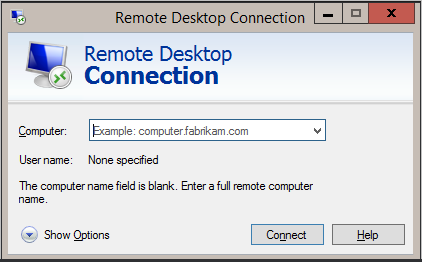 Remote Desktop Connection
Remote Desktop
Connection
Computer:
Example: computer.fabrikam.com
User name: None specified
The computer name field is blank. Enter a full remote computer
name.
Show Options
Connect
Help